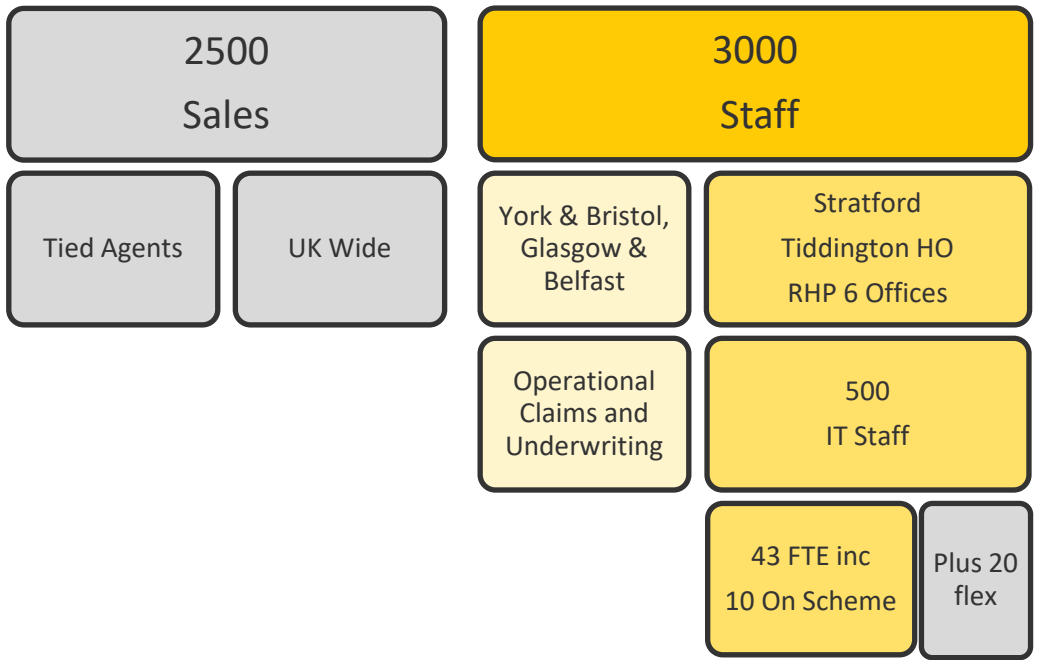 2500
Sales
3000
Staff
Tied Agents
UK Wide
York & Bristol,
Glasgow &
Belfast
Stratford
Tiddington HO
RHP 6 Offices
Operational
Claims and
Underwriting
500
IT Staff
43 FTE inc
10 On Scheme
Plus 20
flex